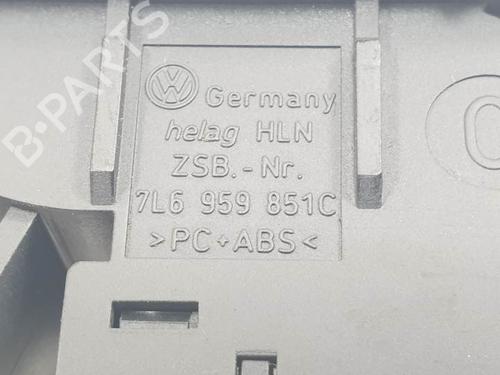 Germany
helag HLN
ZSB.-Nr.
7L6 959 851C
>PC+ABS<
B-PARTS